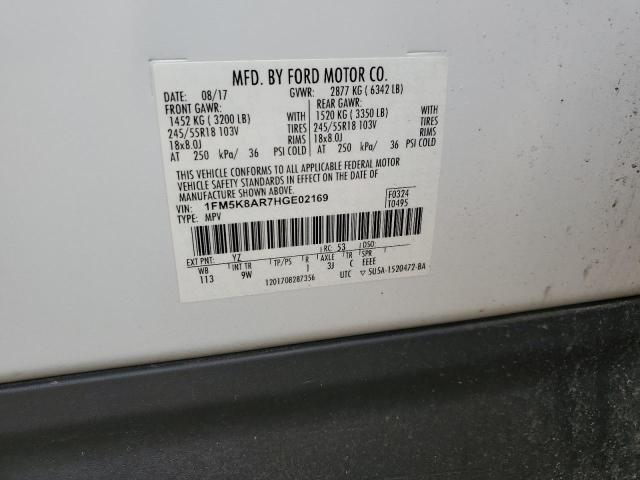 MFD. BY FORD MOTOR CO.
DATE: 08/17 GVWR: 2877 KG ( 6342 LB)
FRONT GAWR: REAR GAWR:
1452 KG ( 3200 LB) 1520 KG ( 3350 LB)
245/55R18 103V TIRES 245/55R18 103V TIRES
18x8.0J RIMS 18x8.0J RIMS
AT 250 kPa/ 36 PSI COLD AT 250 kPa/ 36 PSI COLD
THIS VEHICLE CONFORMS TO ALL APPLICABLE FEDERAL MOTOR
VEHICLE SAFETY STANDARDS IN EFFECT ON THE DATE OF
MANUFACTURE SHOWN ABOVE.
VIN: 1FM5K8AR7HGE02169 F0324
TYPE: MPV T0495
EXT PNT: YZ RC: 53 DSO:
WB INT TR TP/PS R AXLE TR SPR
113 9W 1 3J C EEEE
1201708287356 UTC ▽ 5U5A-1520472-BA